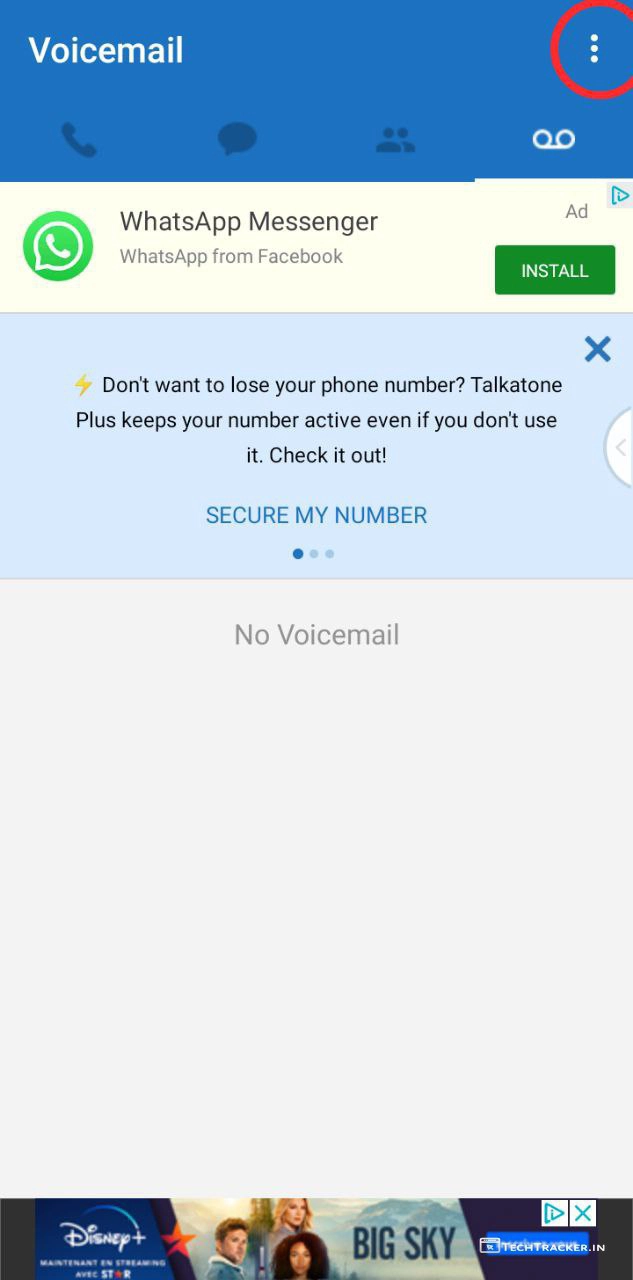 Voicemail
WhatsApp Messenger
Ad
WhatsApp from Facebook
INSTALL
⚡ Don't want to lose your phone number? Talkatone
Plus keeps your number active even if you don't use
it. Check it out!
SECURE MY NUMBER
No Voicemail
Disney+
MAINTENANT EN STREAMING
AVEC STAR
BIG SKY
TECHTRACKER.IN